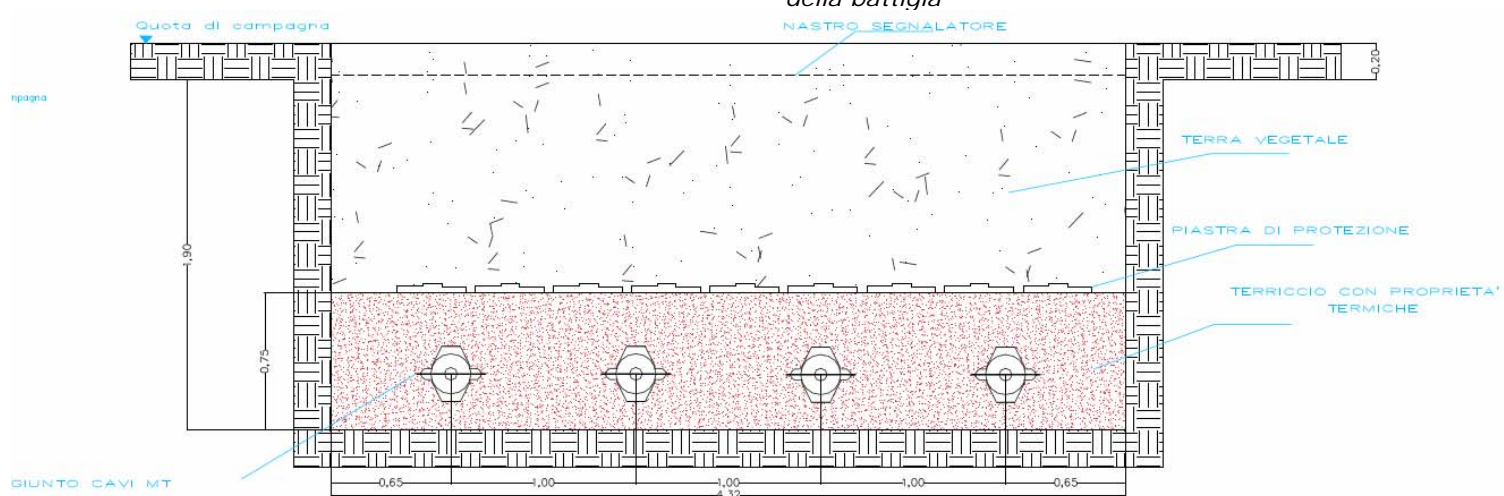 della battigia
Quota di campagna
NASTRO SEGNALATORE
0,20
mpagna
TERRA VEGETALE
PIASTRA DI PROTEZIONE
1,90
TERRICCIO CON PROPRIETA'
TERMICHE
0,75
GIUNTO CAVI MT
0,65 1,00 1,00 1,00 0,65
4,32